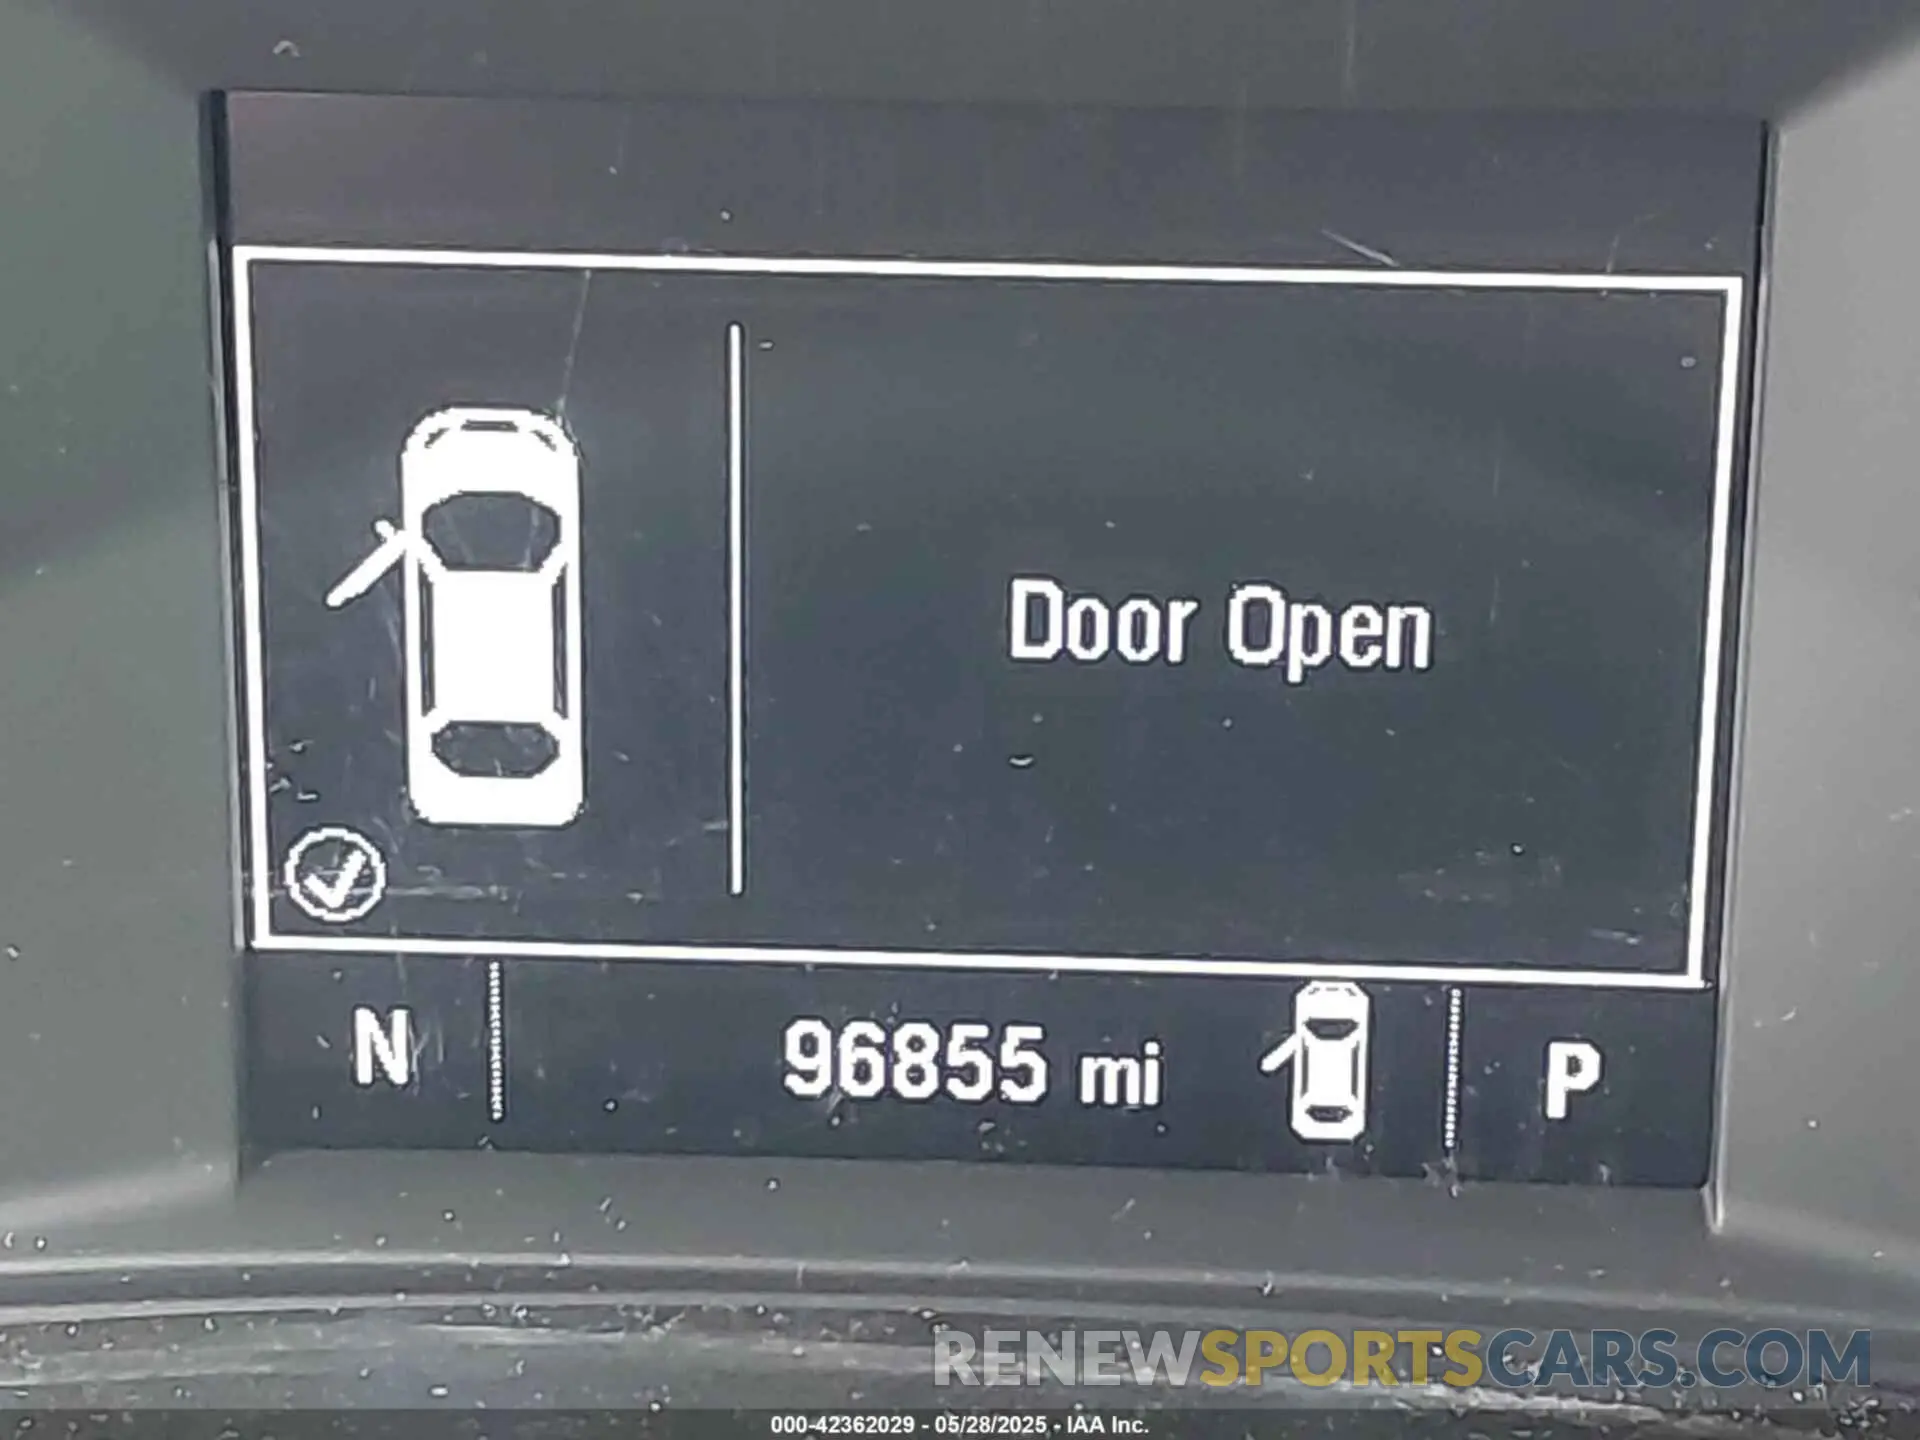 Door Open
N 96855 mi P
RENEWSPORTSCARS.COM
000-42362029 - 05/28/2025 - IAA Inc.